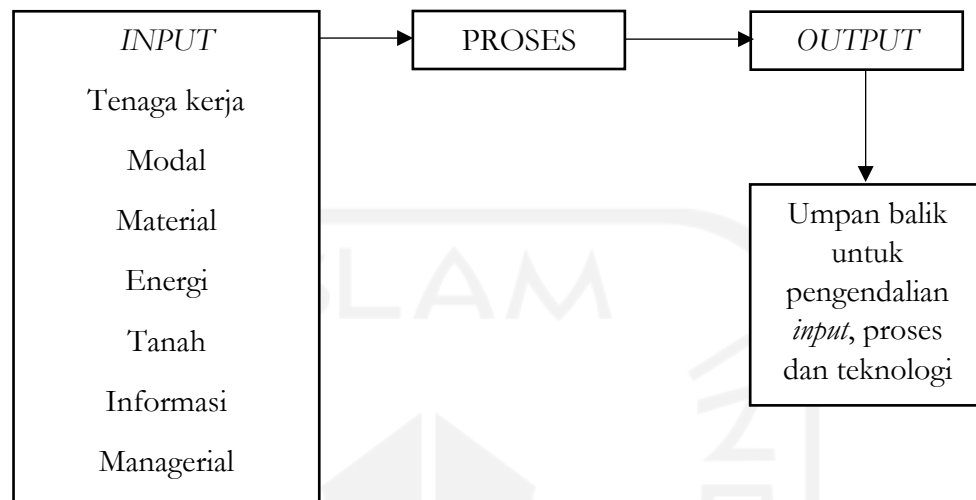 INPUT
Tenaga kerja
Modal
Material
Energi
Tanah
Informasi
Managerial
PROSES
OUTPUT
Umpan balik
untuk
pengendalian
input, proses
dan teknologi
SLAM